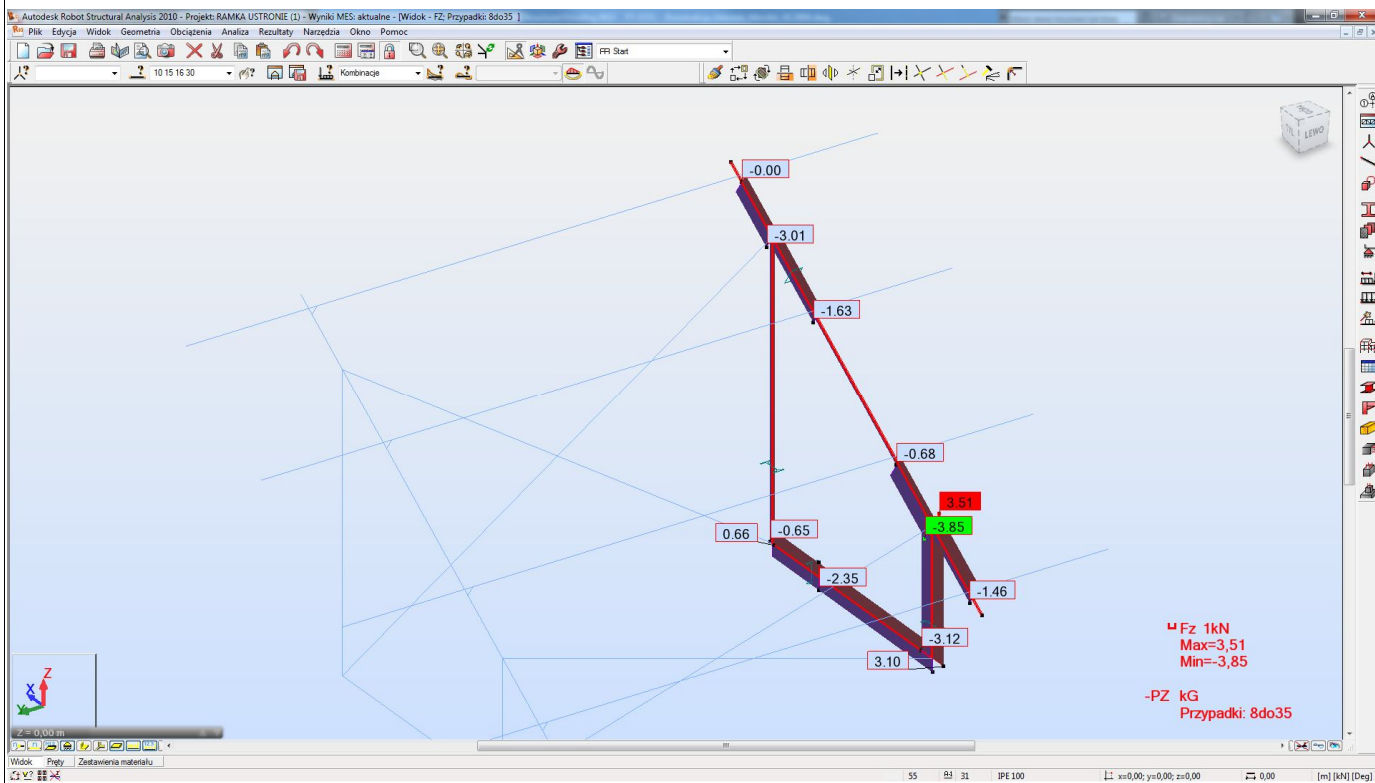 Autodesk Robot Structural Analysis 2010 - Projekt: RAMKA USTRONIE (1) - Wyniki MES: aktualne - [Widok - FZ; Przypadki: 8do35 ]
Plik Edycja Widok Geometria Obciążenia Analiza Rezultaty Narzędzia Okno Pomoc
Start
10 15 16 30 Kombinacje
LEWO
-0.00
-3.01
-1.63
-0.68
3.51
-3.85
0.66 -0.65
-2.35
-1.46
-3.12
3.10
Fz 1kN
Max=3,51
Min=-3,85
-PZ kG
Przypadki: 8do35
Z
X
Y
Z = 0,00 m
Widok Pręty Zestawienia materiału
55 31 IPE 100 x=0,00; y=0,00; z=0,00 0,00 [m] [kN] [Deg]